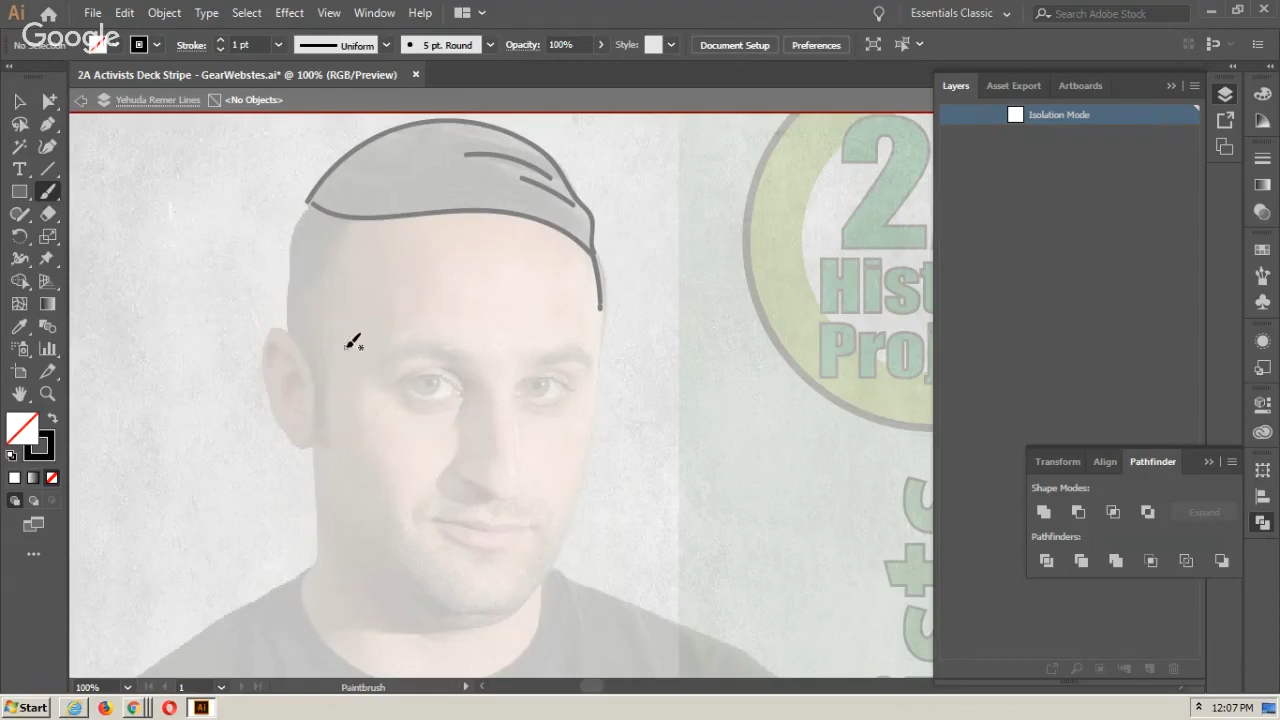 Ai File Edit Object Type Select Effect View Window Help Essentials Classic Search Adobe Stock
Google
No Selection Stroke: 1 pt Uniform 5 pt. Round Opacity: 100% Style: Document Setup Preferences
2A Activists Deck Stripe - GearWebstes.ai* @ 100% (RGB/Preview) ×
Yehuda Remer Lines <No Objects>
Layers Asset Export Artboards
Isolation Mode
2
Hist
Proj
Transform Align Pathfinder
Shape Modes:
Expand
Pathfinders:
100% 1 Paintbrush
Start Ai 12:07 PM